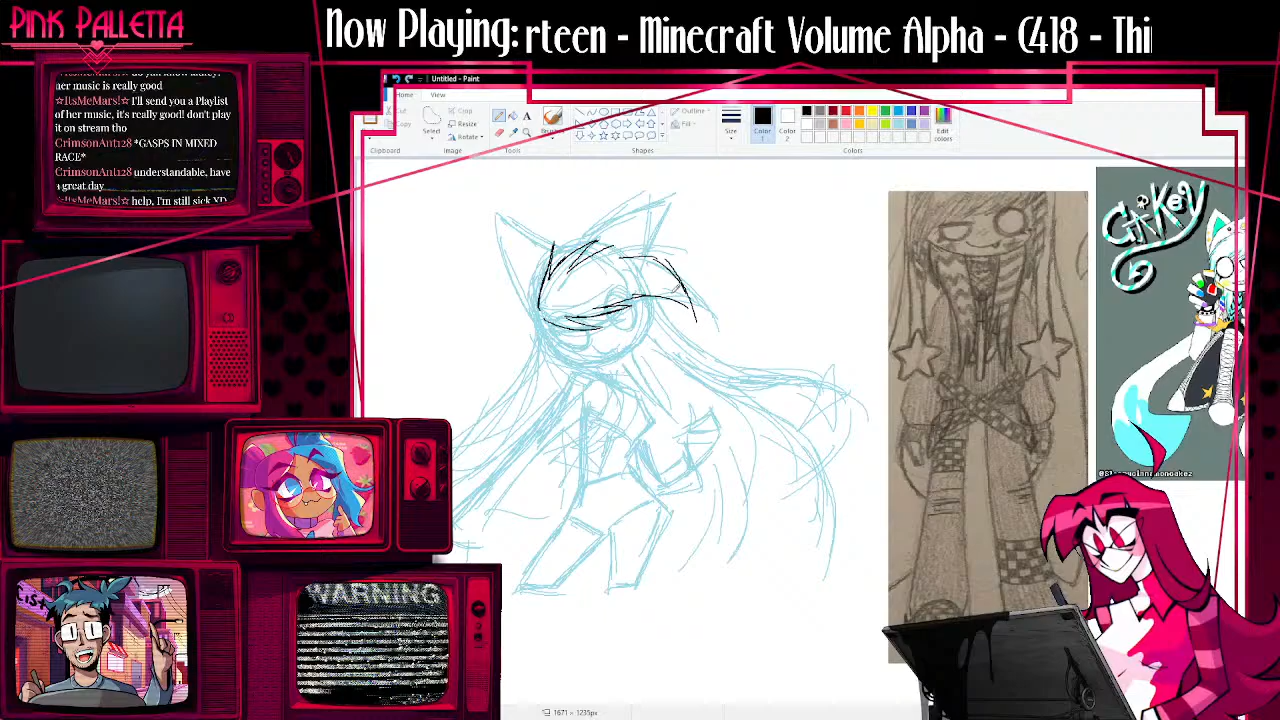 PINK PALLETTA
Now Playing: rteen - Minecraft Volume Alpha - C418 - Thi
her music is really good
☆ItsMeMars!☆ I'll send you a Playlist
of her music, it's really good. don't play
it on stream tho
CrimsonAnt128 *GASPS IN MIXED
RACE*
CrimsonAnt128 understandable, have
a great day
help, I'm still sick XD
Untitled - Paint
Home View
Cut
Crop
Resize
Rotate
Select
Outline
Fill
Size
Color 1
Color 2
Edit colors
Clipboard
Image
Tools
Shapes
Colors
WARNING
1671 × 1235px